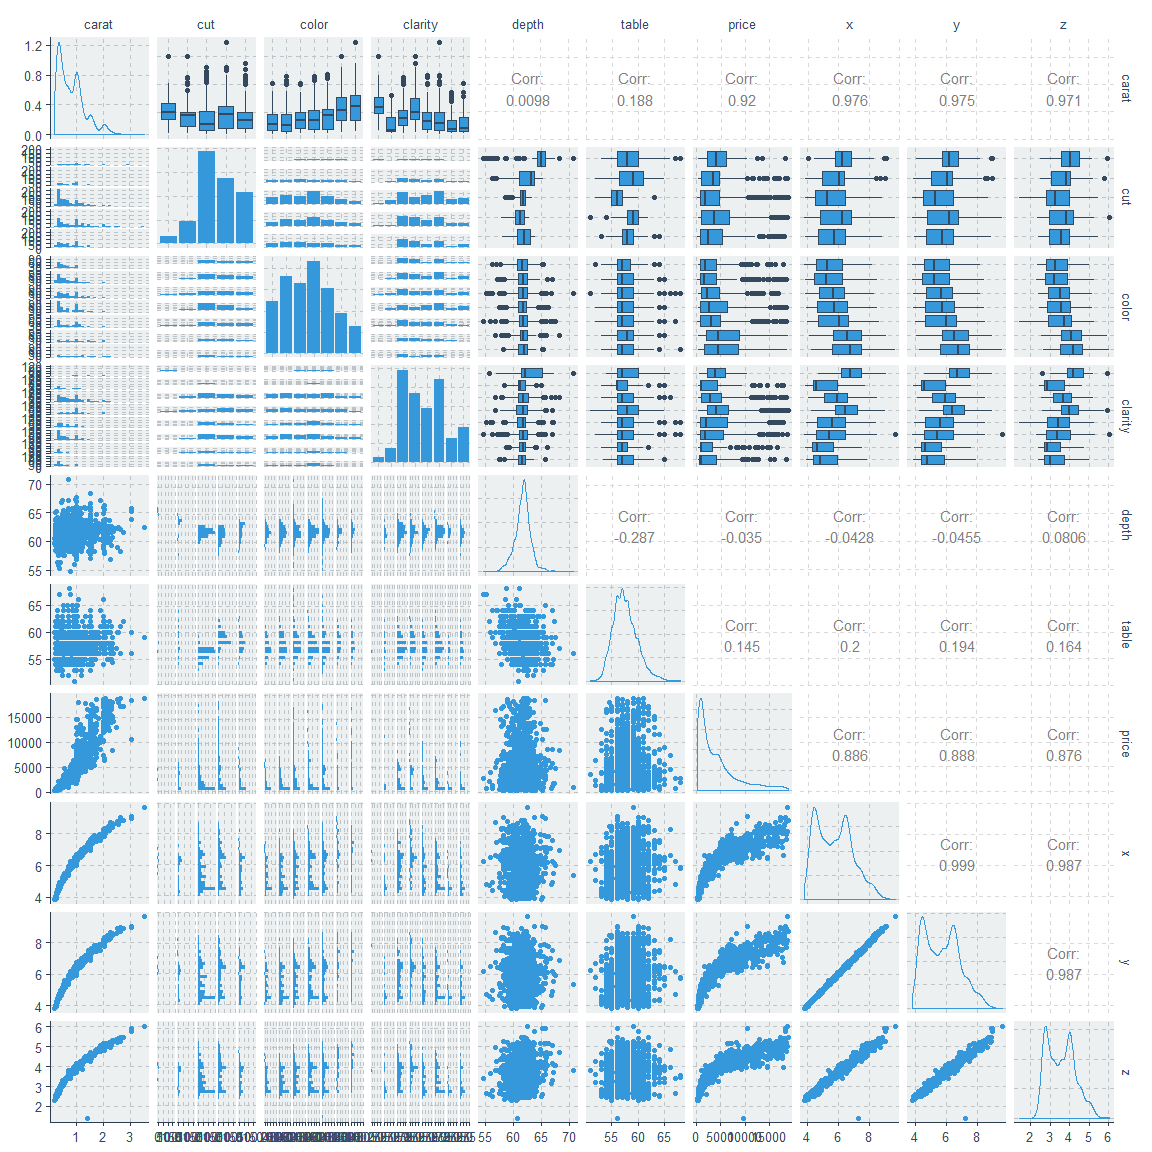 carat cut color clarity depth table price x y z
1.2
0.8
0.4
0.0
Corr: Corr: Corr: Corr: Corr: Corr:
0.0098 0.188 0.92 0.976 0.975 0.971
carat
cut
color
clarity
70
65
60
55
Corr: Corr: Corr: Corr: Corr:
-0.287 -0.035 -0.0428 -0.0455 0.0806
depth
65
60
55
Corr: Corr: Corr: Corr:
0.145 0.2 0.194 0.164
table
15000
10000
5000
0
Corr: Corr: Corr:
0.886 0.888 0.876
price
8
6
4
Corr: Corr:
0.999 0.987
x
8
6
4
Corr:
0.987
y
6
5
4
3
2
z
1 2 3 55 60 65 70 55 60 65 0 5000 10000 15000 4 6 8 4 6 8 2 3 4 5 6